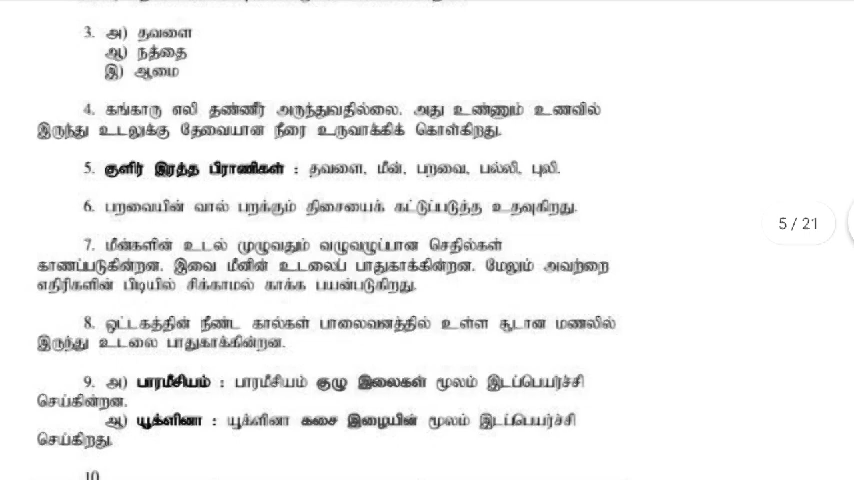 3. அ) தவளை
ஆ) நத்தை
இ) ஆமை
4. கங்காரு எலி தண்ணீர் அருந்துவதில்லை. அது உண்ணும் உணவில்
இருந்து உடலுக்கு தேவையான நீரை உருவாக்கிக் கொள்கிறது.
5. குளிர் இரத்த பிராணிகள் : தவளை, மீன், பறவை, பல்லி, புலி.
6. பறவையின் வால் பறக்கும் திசையைக் கட்டுப்படுத்த உதவுகிறது.
5 / 21
7. மீன்களின் உடல் முழுவதும் வழுவழுப்பான செதில்கள்
காணப்படுகின்றன. இவை மீனின் உடலைப் பாதுகாக்கின்றன. மேலும் அவற்றை
எதிரிகளின் பிடியில் சிக்காமல் காக்க பயன்படுகிறது.
8. ஒட்டகத்தின் நீண்ட கால்கள் பாலைவனத்தில் உள்ள சூடான மணலில்
இருந்து உடலை பாதுகாக்கின்றன.
9. அ) பாரமீசியம் : பாரமீசியம் குழு இலைகள் மூலம் இடப்பெயர்ச்சி
செய்கின்றன.
ஆ) யூக்ளினா : யூக்ளினா கசை இழையின் மூலம் இடப்பெயர்ச்சி
செய்கிறது.
10